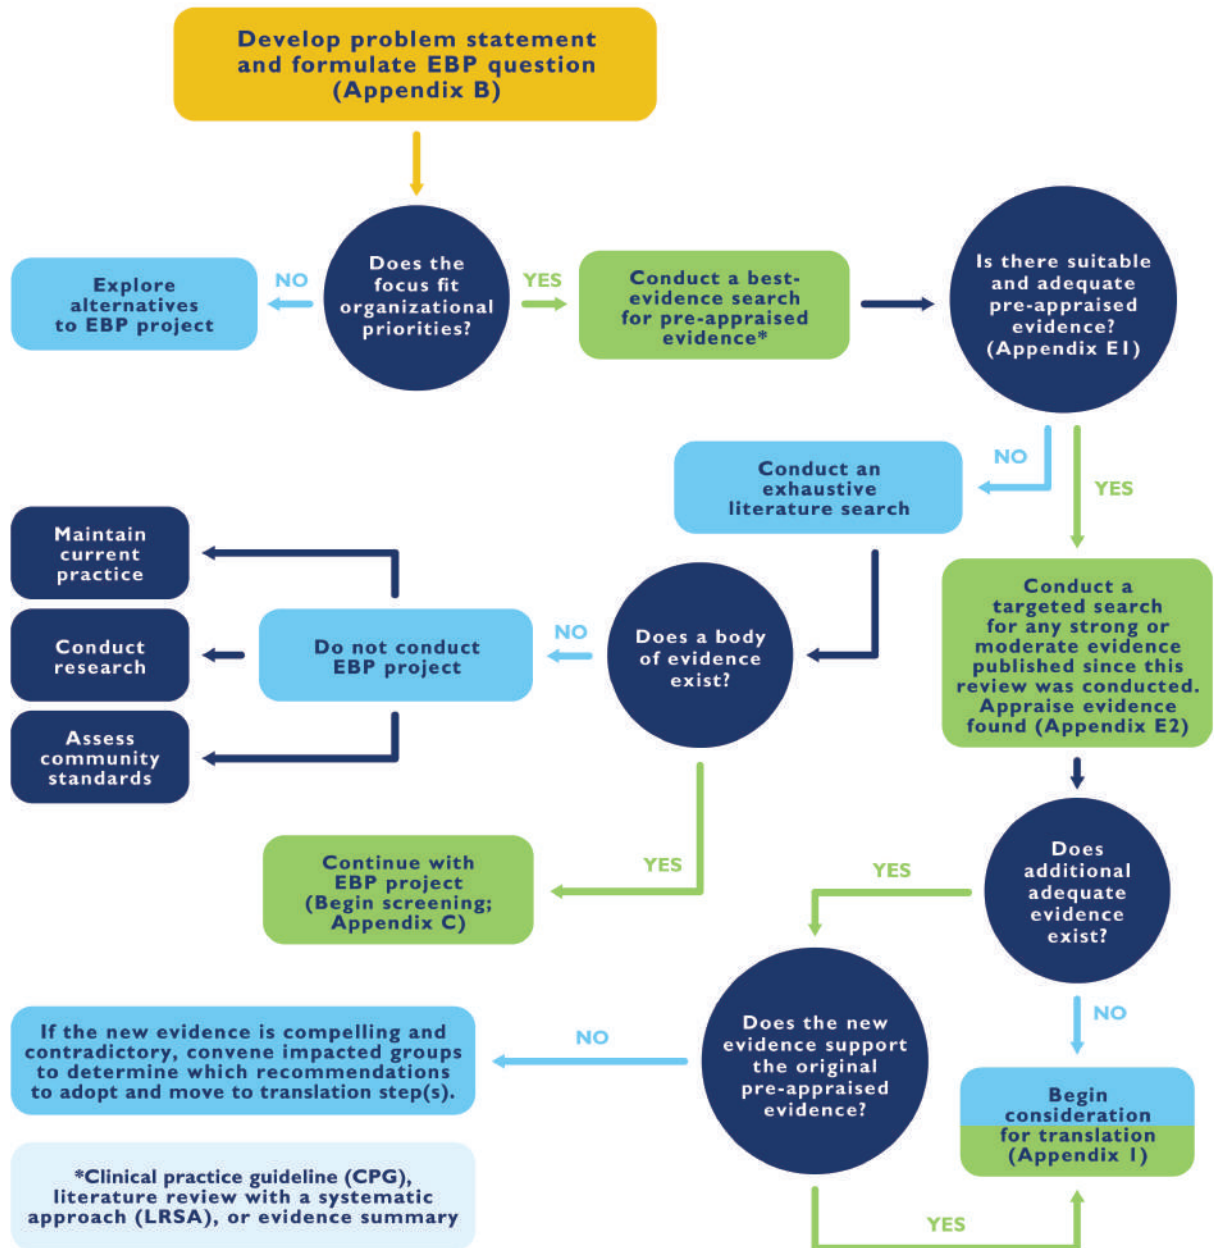 Develop problem statement
and formulate EBP question
(Appendix B)
Does the
focus fit
organizational
priorities?
NO
Explore
alternatives
to EBP project
YES
Conduct a best-
evidence search
for pre-appraised
evidence*
Is there suitable
and adequate
pre-appraised
evidence?
(Appendix E1)
NO
Conduct an
exhaustive
literature search
YES
Conduct a
targeted search
for any strong or
moderate evidence
published since this
review was conducted.
Appraise evidence
found (Appendix E2)
Does a body
of evidence
exist?
NO
Do not conduct
EBP project
Maintain
current
practice
Conduct
research
Assess
community
standards
YES
Continue with
EBP project
(Begin screening;
Appendix C)
Does
additional
adequate
evidence
exist?
YES
NO
Does the new
evidence support
the original
pre-appraised
evidence?
NO
If the new evidence is compelling and
contradictory, convene impacted groups
to determine which recommendations
to adopt and move to translation step(s).
YES
Begin
consideration
for translation
(Appendix I)
*Clinical practice guideline (CPG),
literature review with a systematic
approach (LRSA), or evidence summary